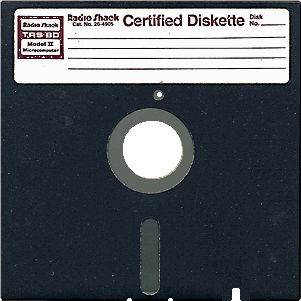 Radio Shack
TRS-80
Model II
Microcomputer
Radio Shack
Cat. No. 26-4905
Certified Diskette
Disk
No.